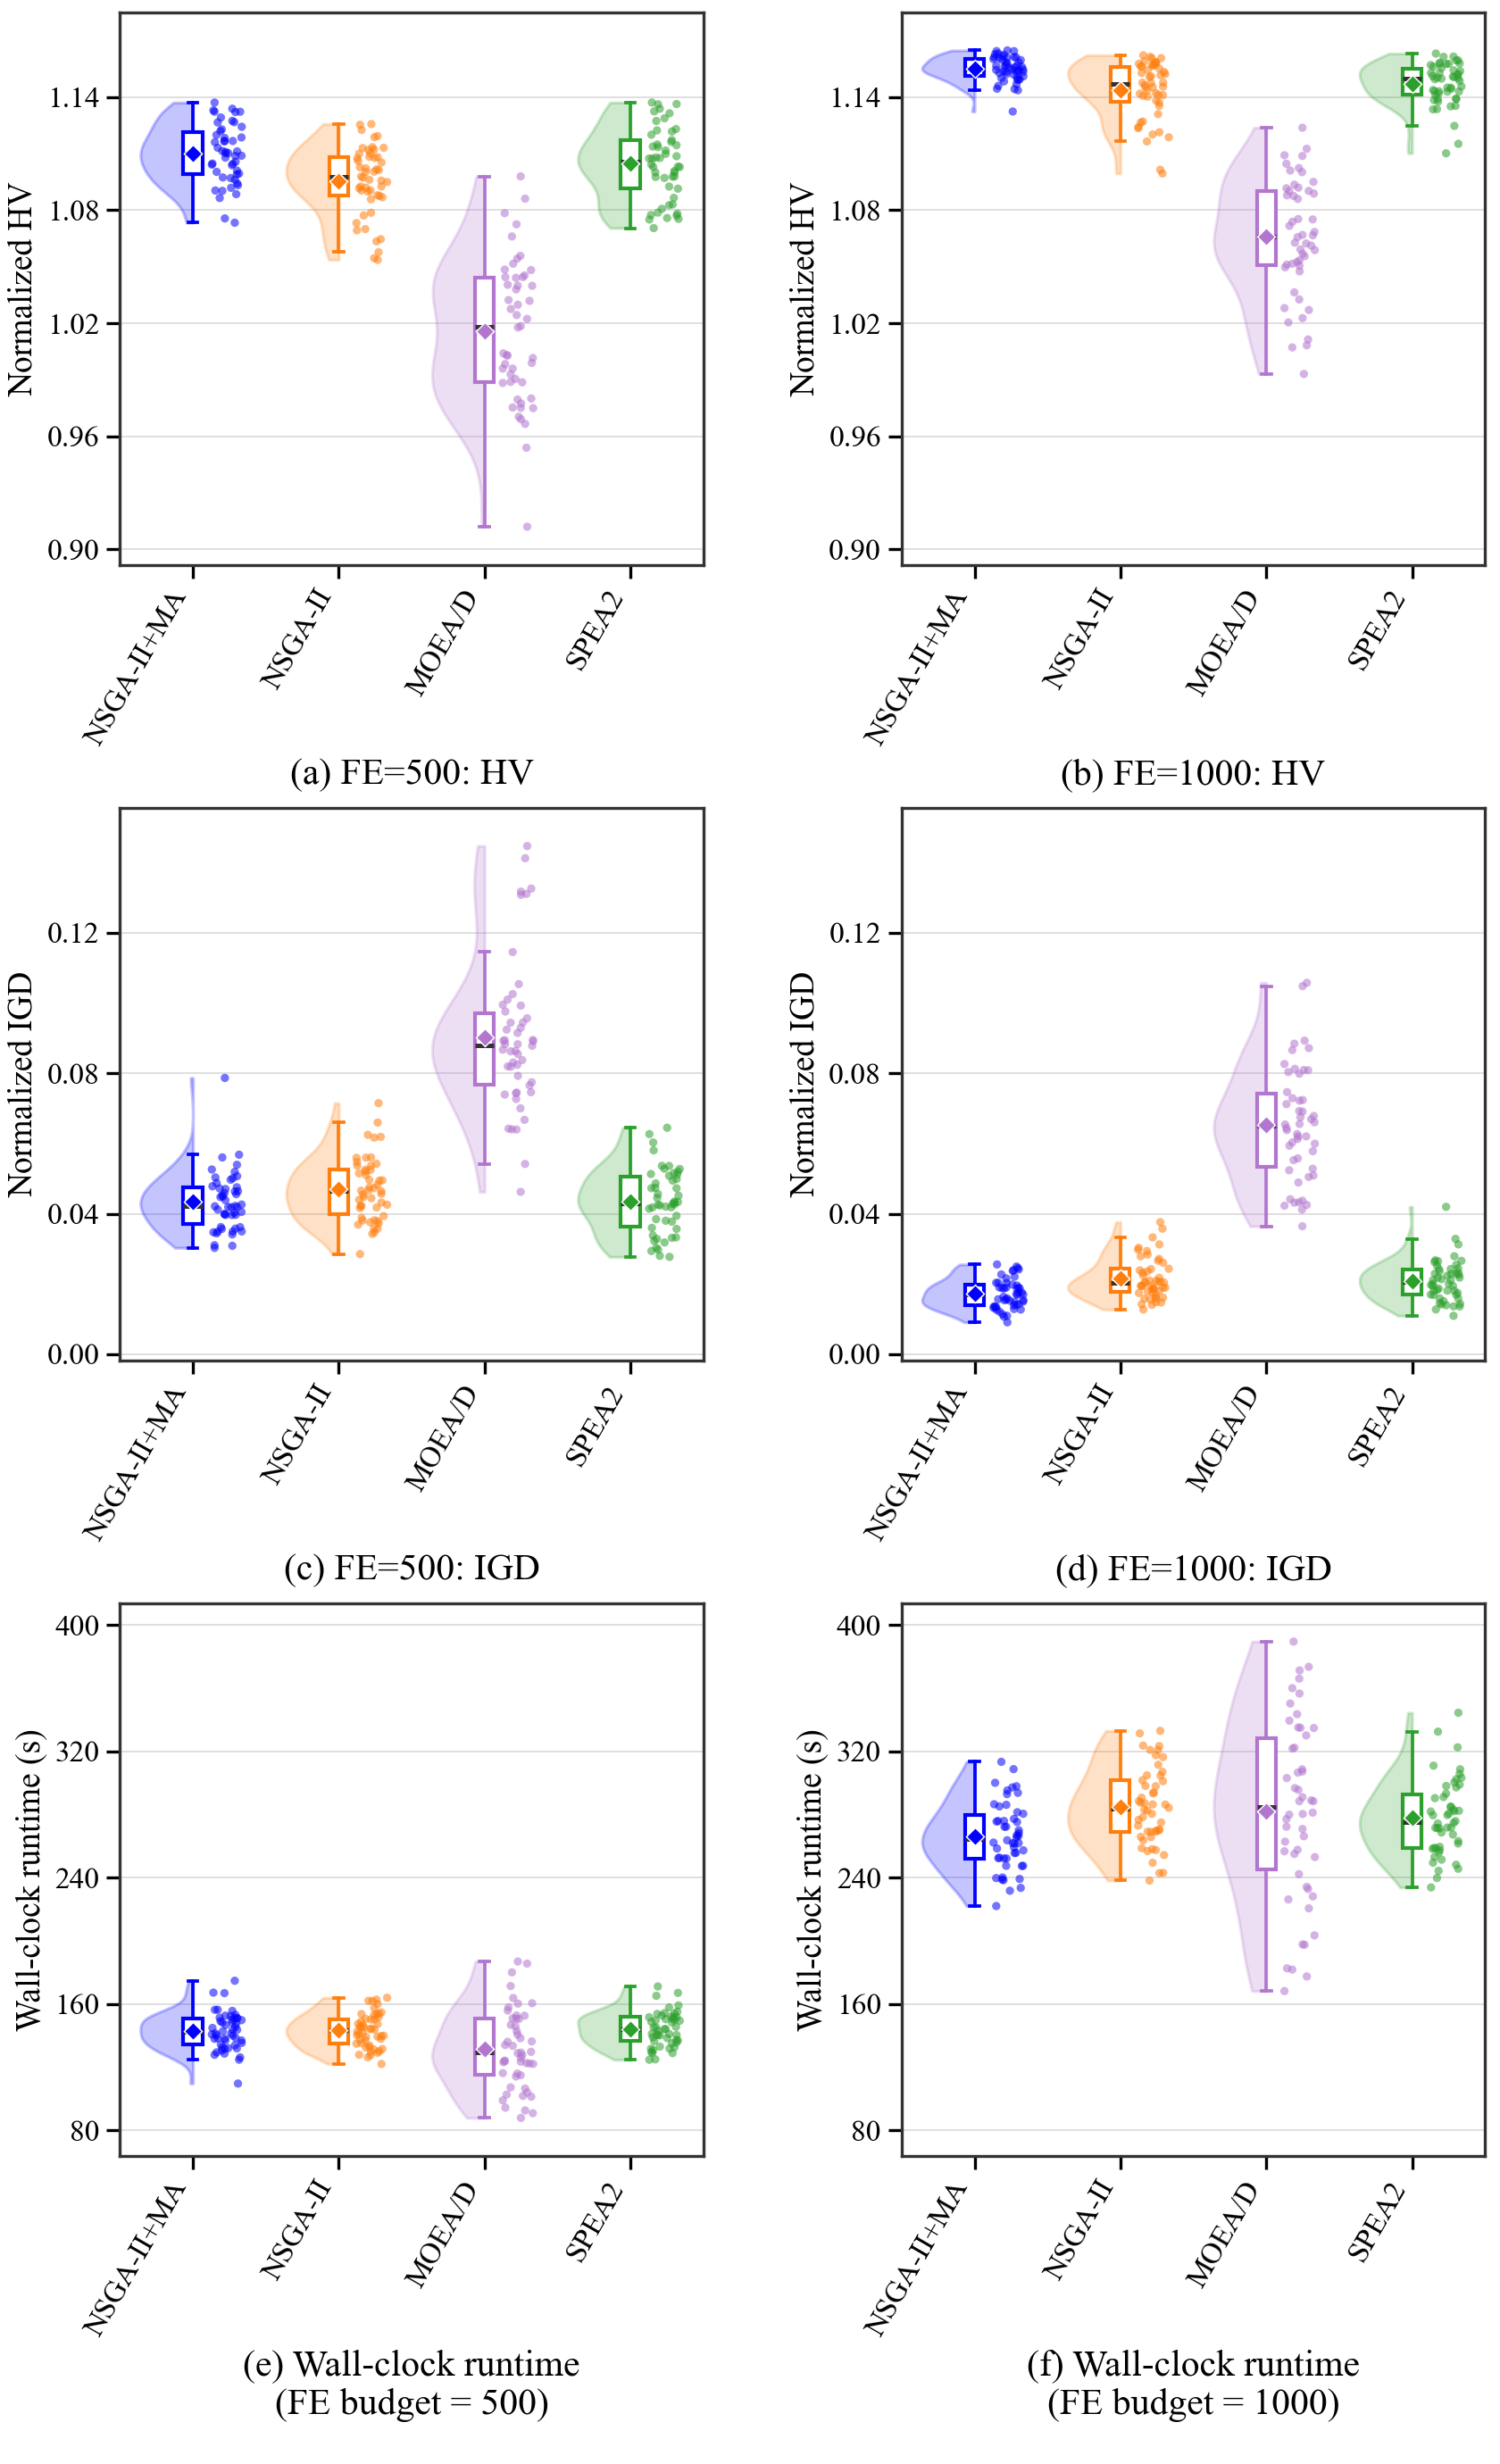 Normalized HV
1.14
1.08
1.02
0.96
0.90
NSGA-II+MA
NSGA-II
MOEA/D
SPEA2
(a) FE=500: HV
Normalized HV
1.14
1.08
1.02
0.96
0.90
NSGA-II+MA
NSGA-II
MOEA/D
SPEA2
(b) FE=1000: HV
Normalized IGD
0.12
0.08
0.04
0.00
NSGA-II+MA
NSGA-II
MOEA/D
SPEA2
(c) FE=500: IGD
Normalized IGD
0.12
0.08
0.04
0.00
NSGA-II+MA
NSGA-II
MOEA/D
SPEA2
(d) FE=1000: IGD
Wall-clock runtime (s)
400
320
240
160
80
NSGA-II+MA
NSGA-II
MOEA/D
SPEA2
(e) Wall-clock runtime
(FE budget = 500)
Wall-clock runtime (s)
400
320
240
160
80
NSGA-II+MA
NSGA-II
MOEA/D
SPEA2
(f) Wall-clock runtime
(FE budget = 1000)